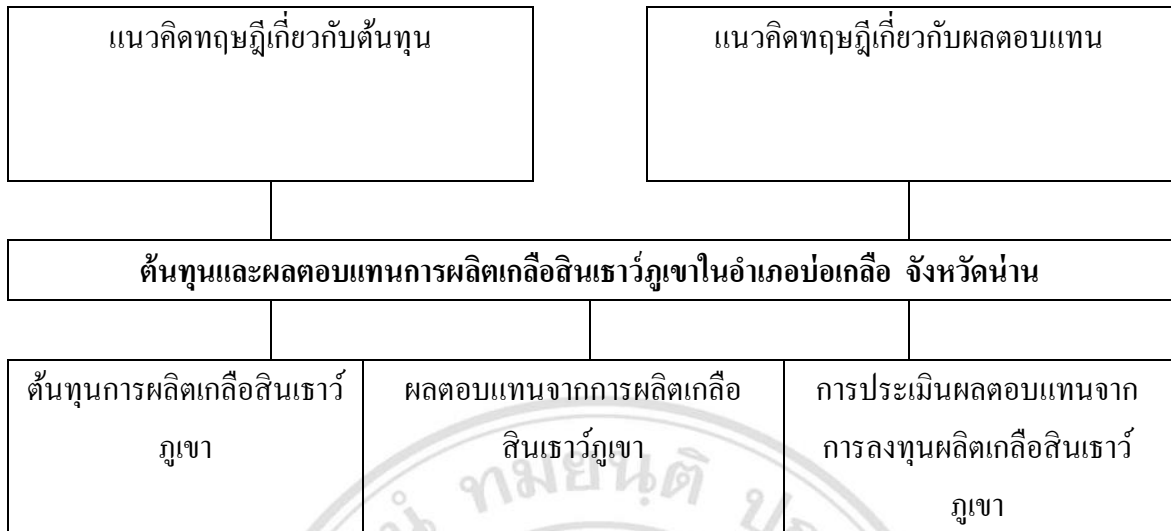 แนวคิดทฤษฎีเกี่ยวกับต้นทุน
แนวคิดทฤษฎีเกี่ยวกับผลตอบแทน
ต้นทุนและผลตอบแทนการผลิตเกลือสินเธาว์ภูเขาในอำเภอบ่อเกลือ จังหวัดน่าน
ต้นทุนการผลิตเกลือสินเธาว์
ภูเขา
ผลตอบแทนจากการผลิตเกลือ
สินเธาว์ภูเขา
การประเมินผลตอบแทนจาก
การลงทุนผลิตเกลือสินเธาว์
ภูเขา
ทมยนฺติ